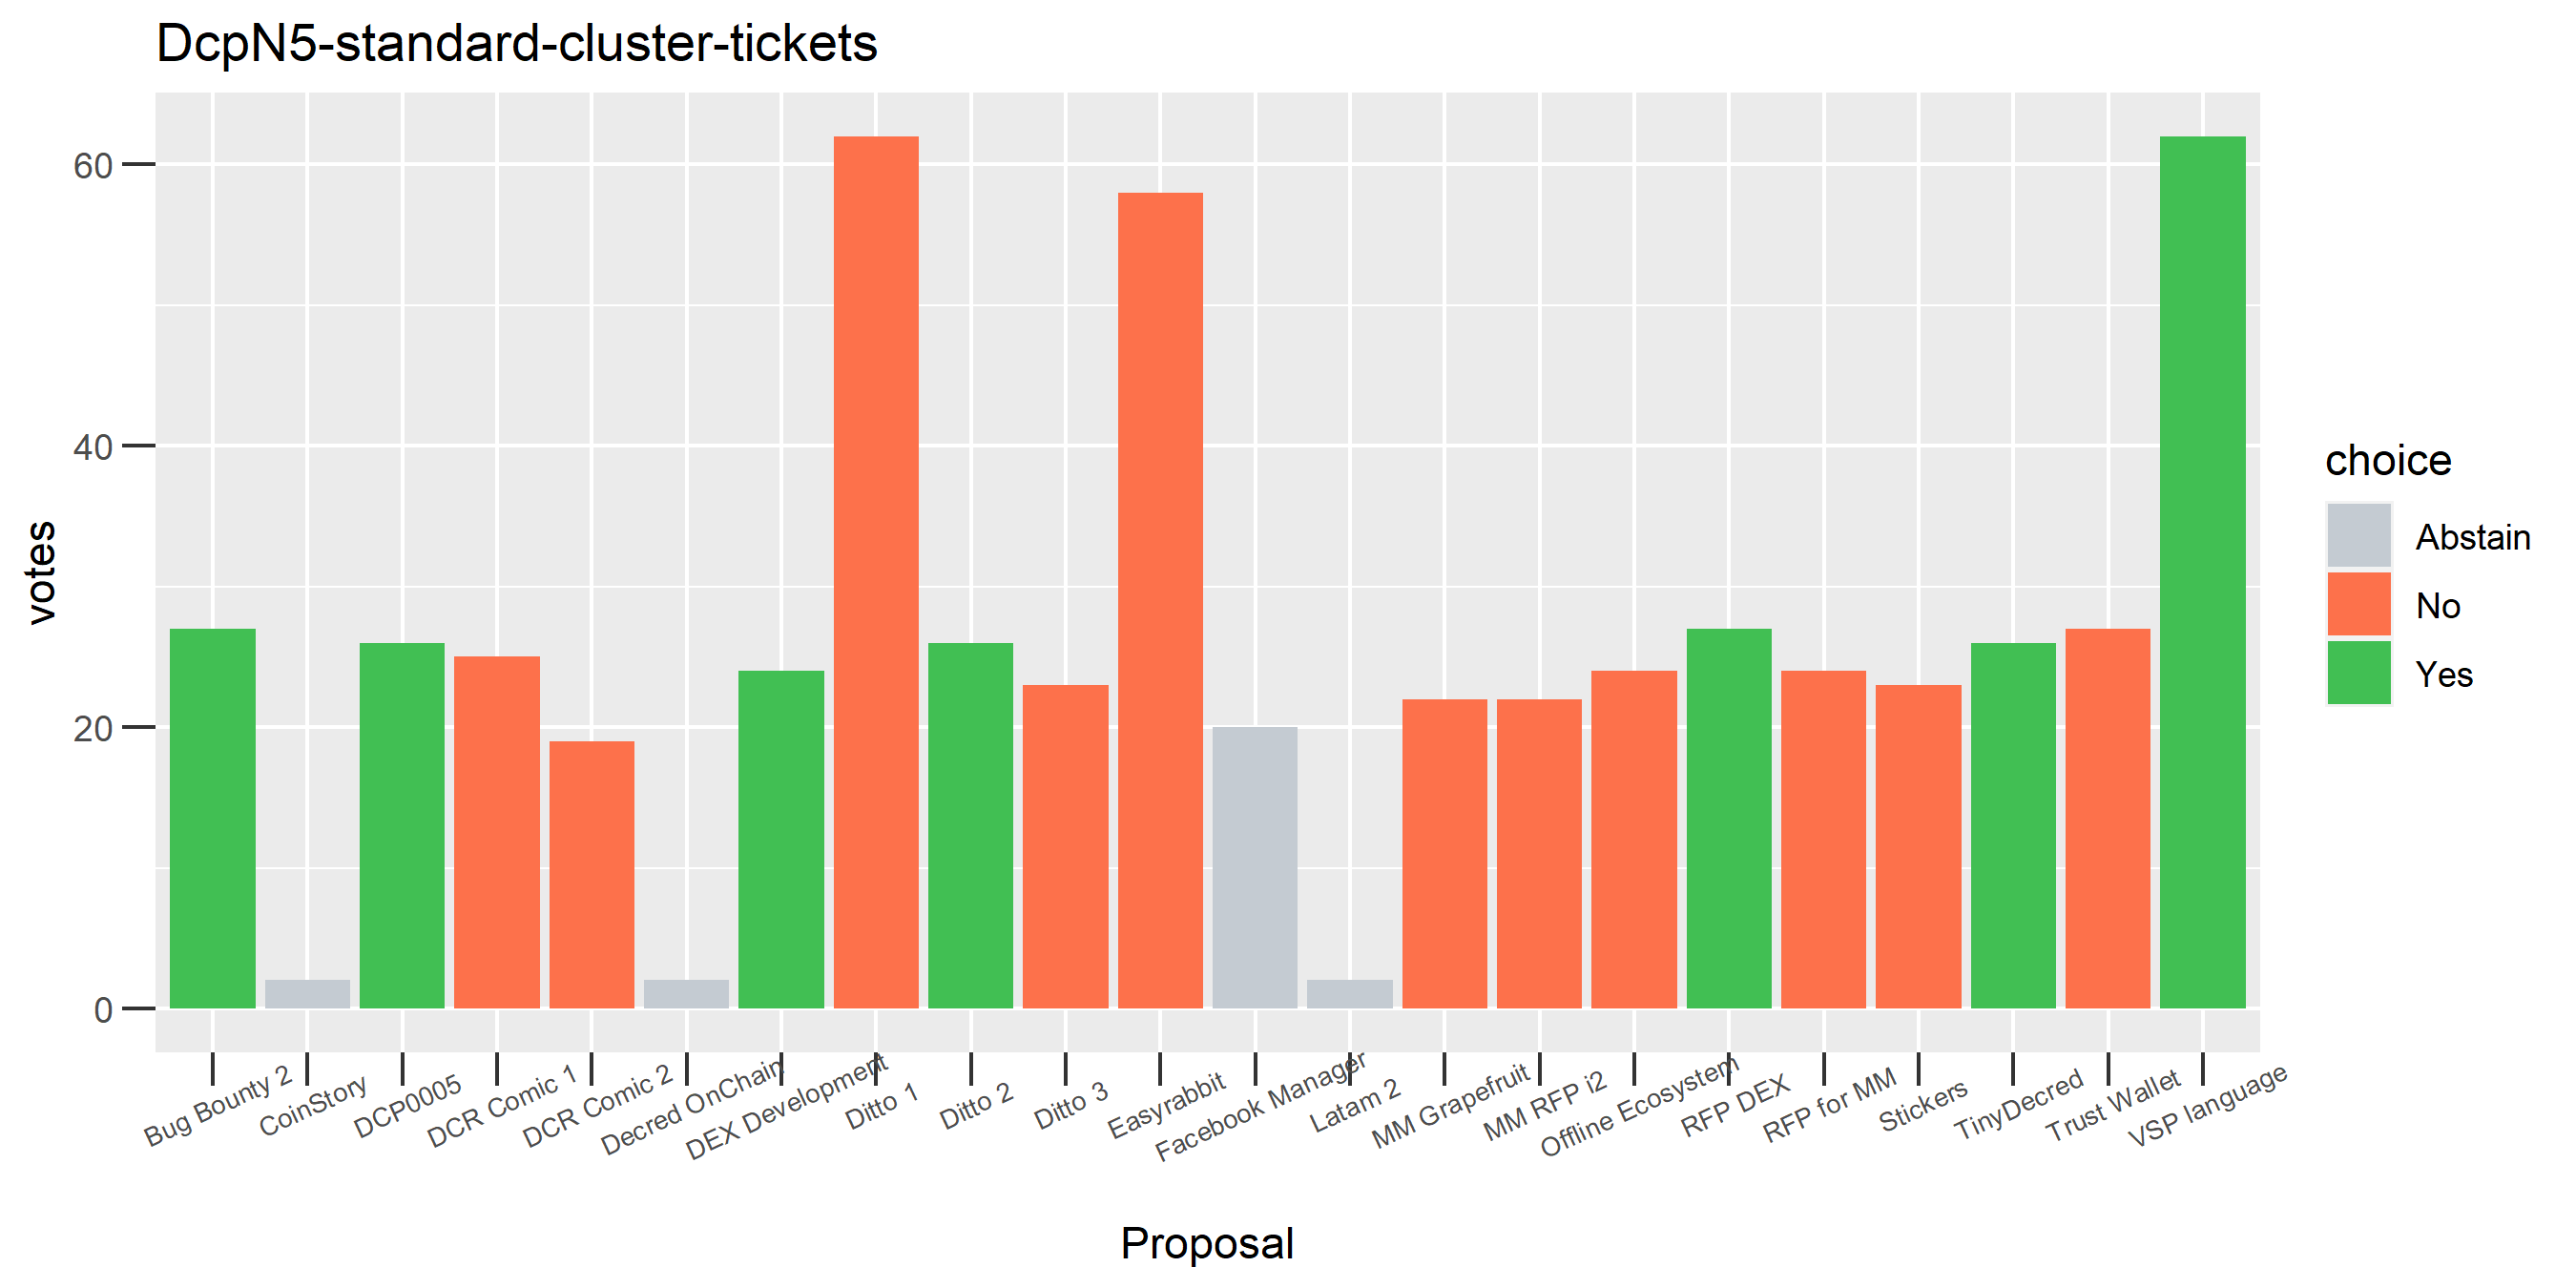 DcpN5-standard-cluster-tickets
votes
60
40
20
0
choice
Abstain
No
Yes
Bug Bounty 2
CoinStory
DCP0005
DCR Comic 1
DCR Comic 2
Decred OnChain
DEX Development
Ditto 1
Ditto 2
Ditto 3
Easyrabbit
Facebook Manager
Latam 2
MM Grapefruit
MM RFP i2
Offline Ecosystem
RFP DEX
RFP for MM
Stickers
TinyDecred
Trust Wallet
VSP language
Proposal